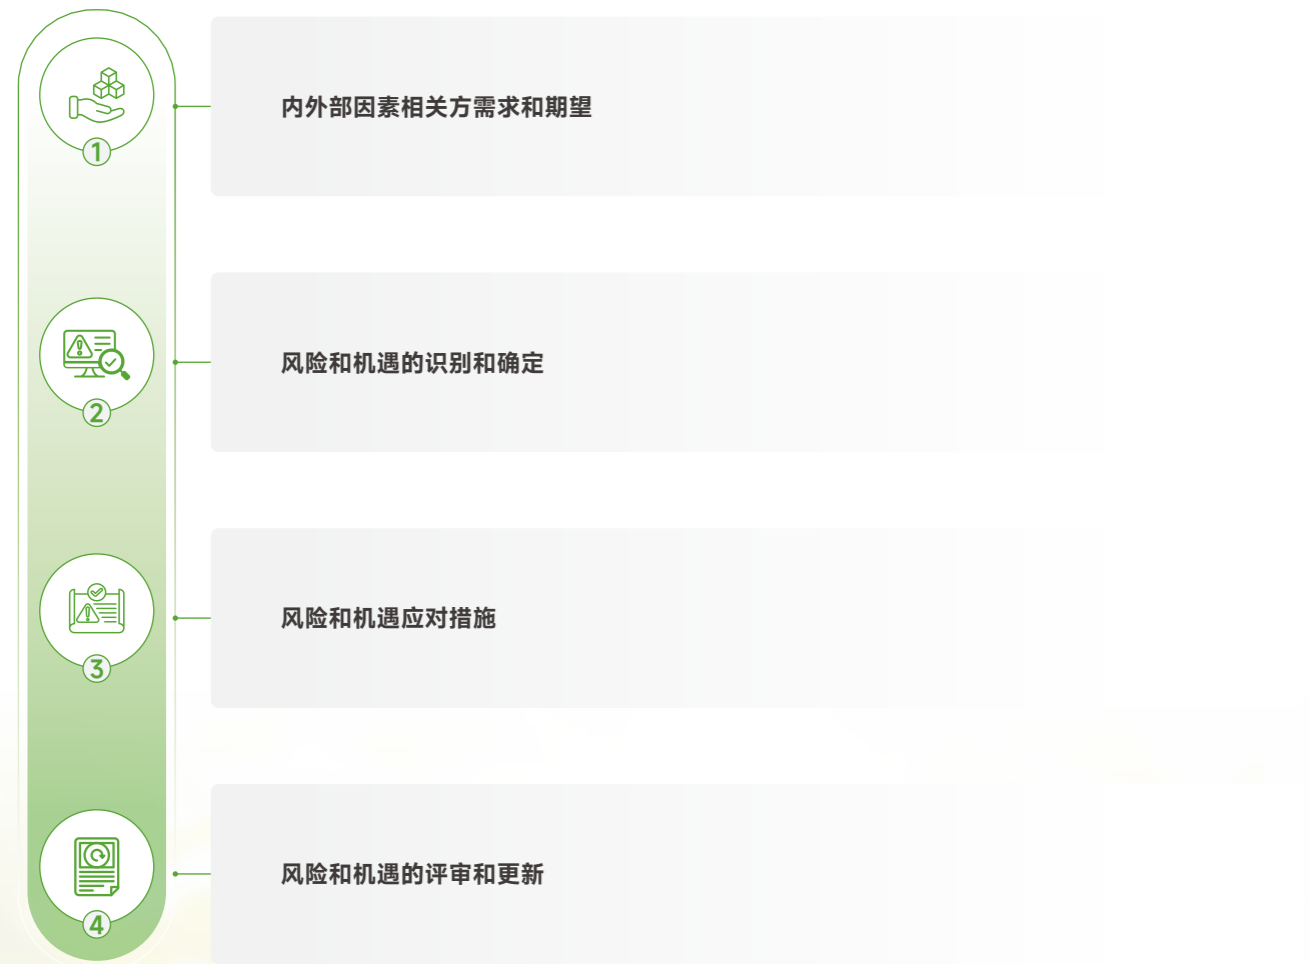 1
内外部因素相关方需求和期望
2
风险和机遇的识别和确定
3
风险和机遇应对措施
4
风险和机遇的评审和更新